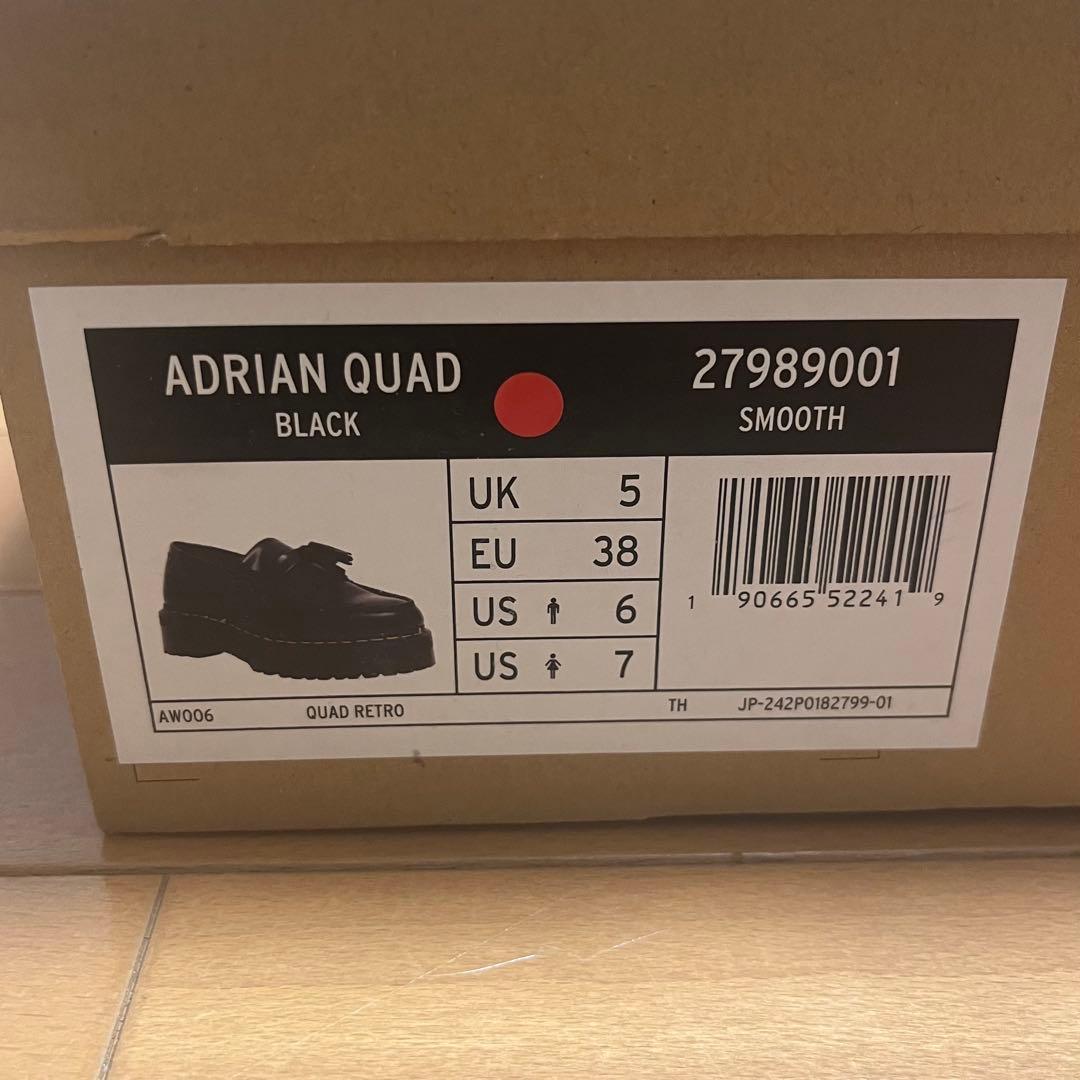 ADRIAN QUAD
BLACK
27989001
SMOOTH
UK 5
EU 38
US 6
US 7
1 90665 52241 9
AW006 QUAD RETRO TH JP-242P0182799-01